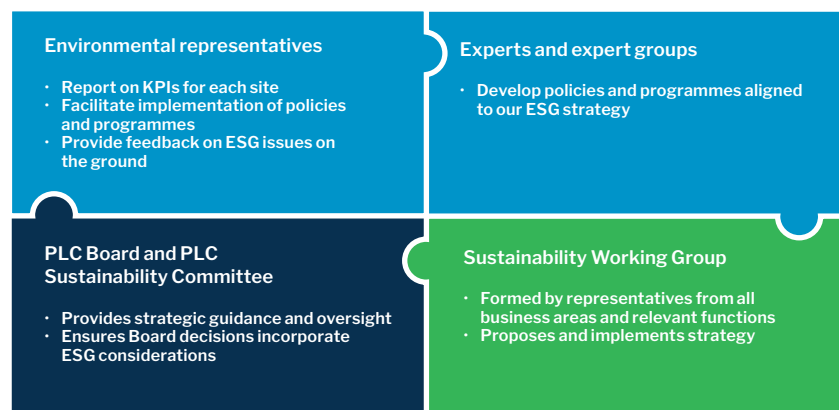 Environmental representatives
• Report on KPIs for each site
• Facilitate implementation of policies
and programmes
• Provide feedback on ESG issues on
the ground
Experts and expert groups
• Develop policies and programmes aligned
to our ESG strategy
PLC Board and PLC
Sustainability Committee
• Provides strategic guidance and oversight
• Ensures Board decisions incorporate
ESG considerations
Sustainability Working Group
• Formed by representatives from all
business areas and relevant functions
• Proposes and implements strategy